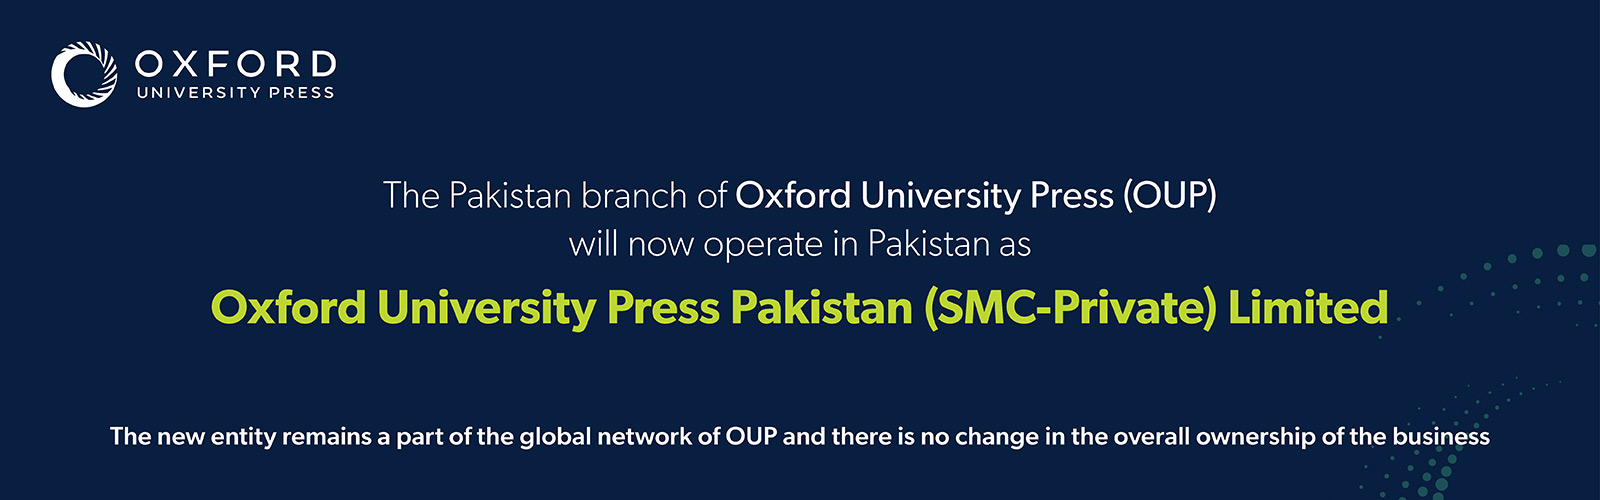 OXFORD
UNIVERSITY PRESS
The Pakistan branch of Oxford University Press (OUP)
will now operate in Pakistan as
Oxford University Press Pakistan (SMC-Private) Limited
The new entity remains a part of the global network of OUP and there is no change in the overall ownership of the business